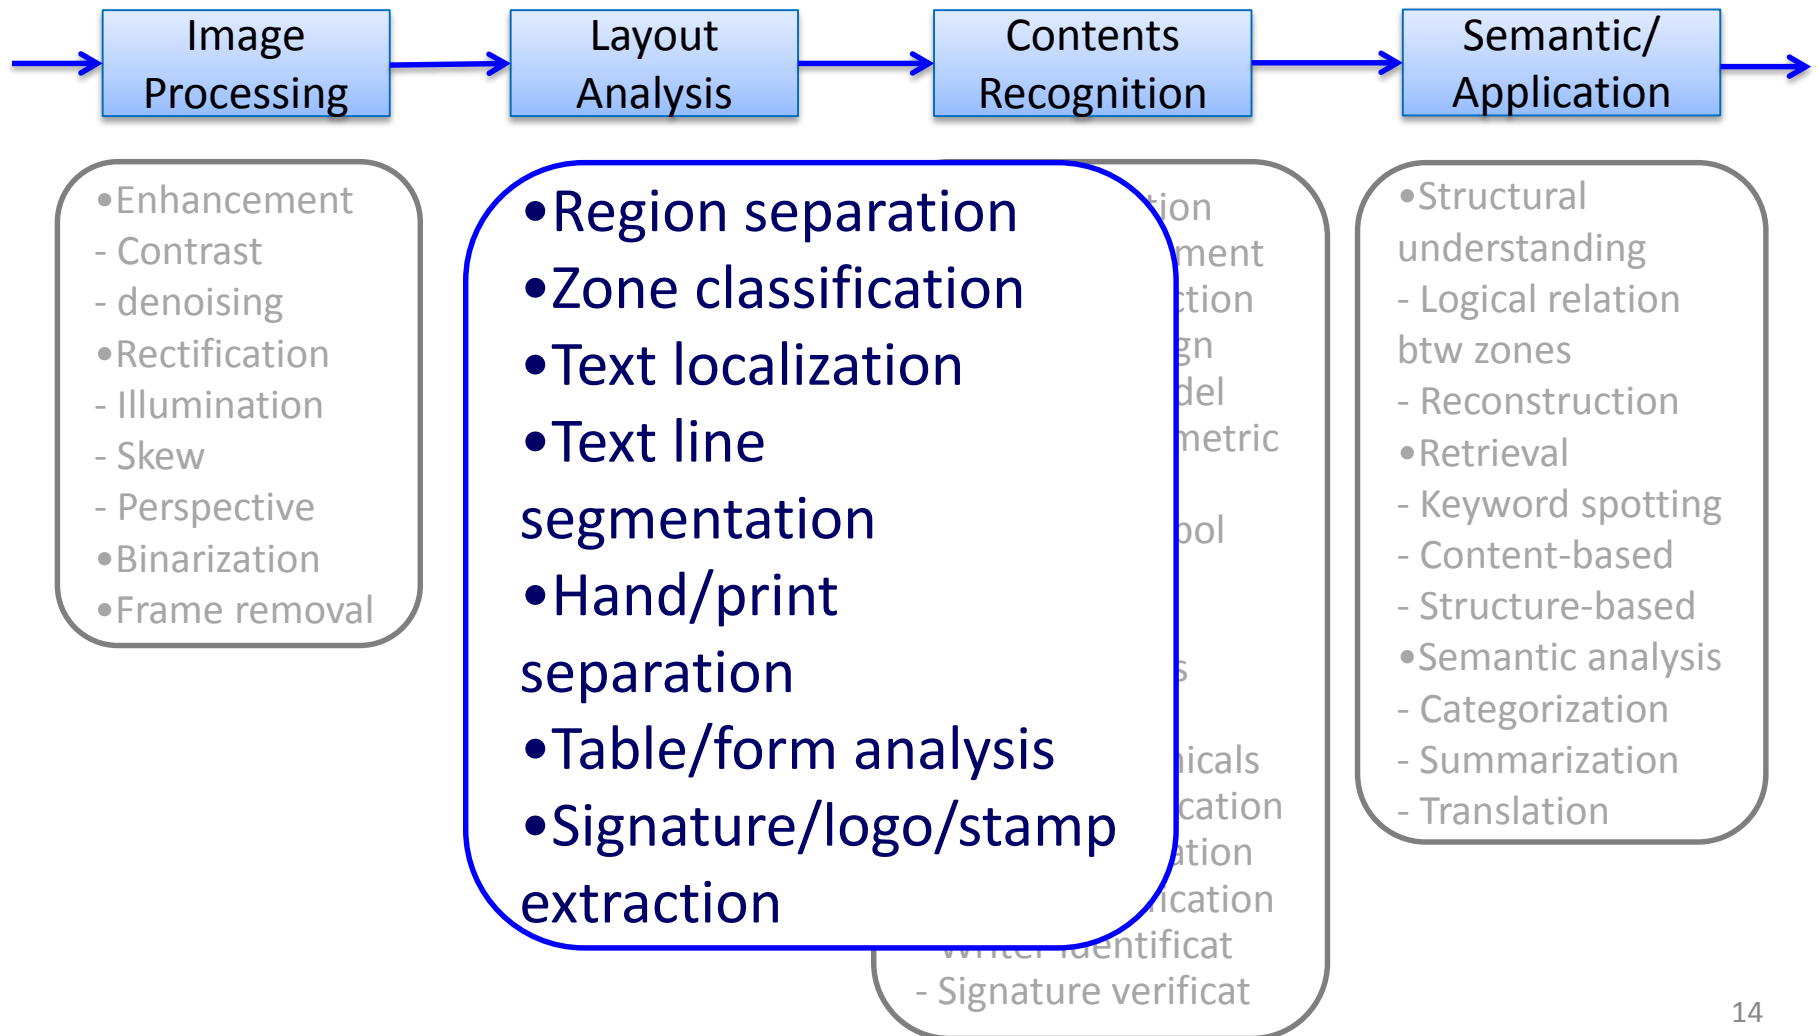 Image
Processing
Layout
Analysis
Contents
Recognition
Semantic/
Application
•Enhancement
- Contrast
- denoising
•Rectification
- Illumination
- Skew
- Perspective
•Binarization
•Frame removal
•Region separation
•Zone classification
•Text localization
•Text line
segmentation
•Hand/print
separation
•Table/form analysis
•Signature/logo/stamp
extraction
- Signature verificat
•Structural
understanding
- Logical relation
btw zones
- Reconstruction
•Retrieval
- Keyword spotting
- Content-based
- Structure-based
•Semantic analysis
- Categorization
- Summarization
- Translation
14